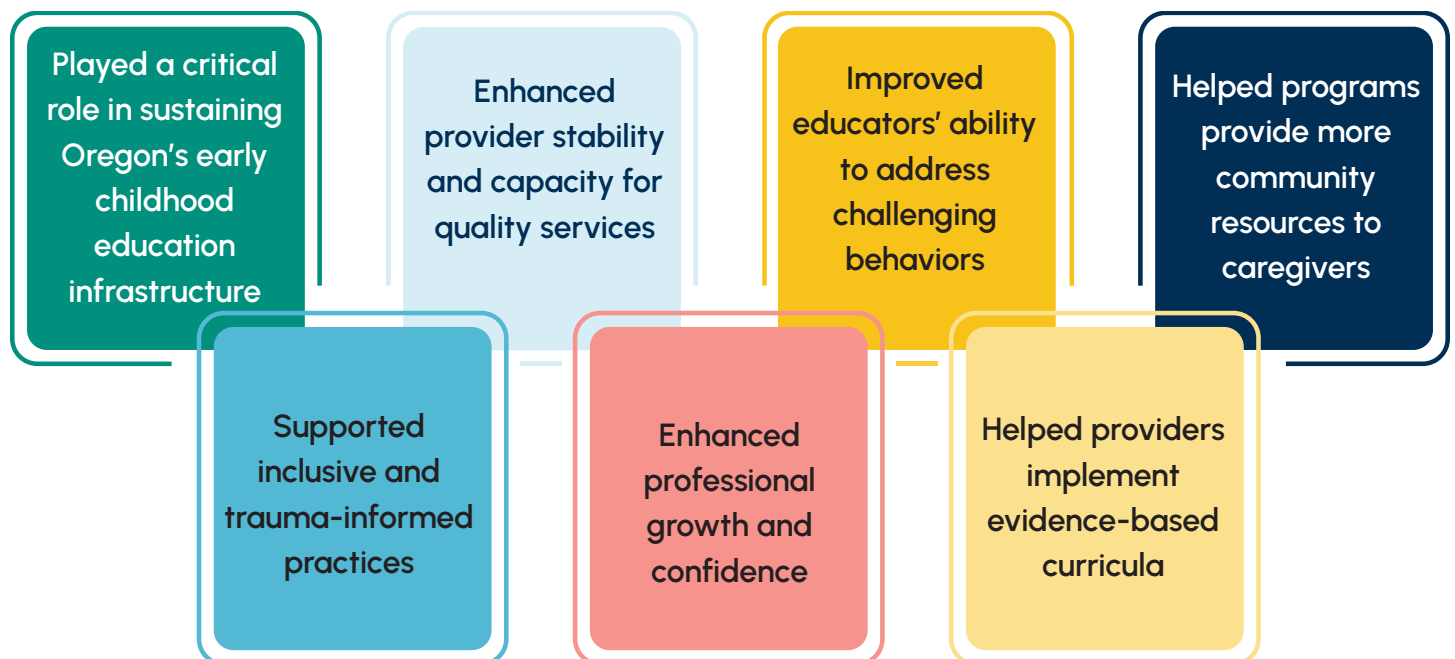 Played a critical
role in sustaining
Oregon's early
childhood
education
infrastructure
Enhanced
provider stability
and capacity for
quality services
Improved
educators' ability
to address
challenging
behaviors
Helped programs
provide more
community
resources to
caregivers
Supported
inclusive and
trauma-informed
practices
Enhanced
professional
growth and
confidence
Helped providers
implement
evidence-based
curricula